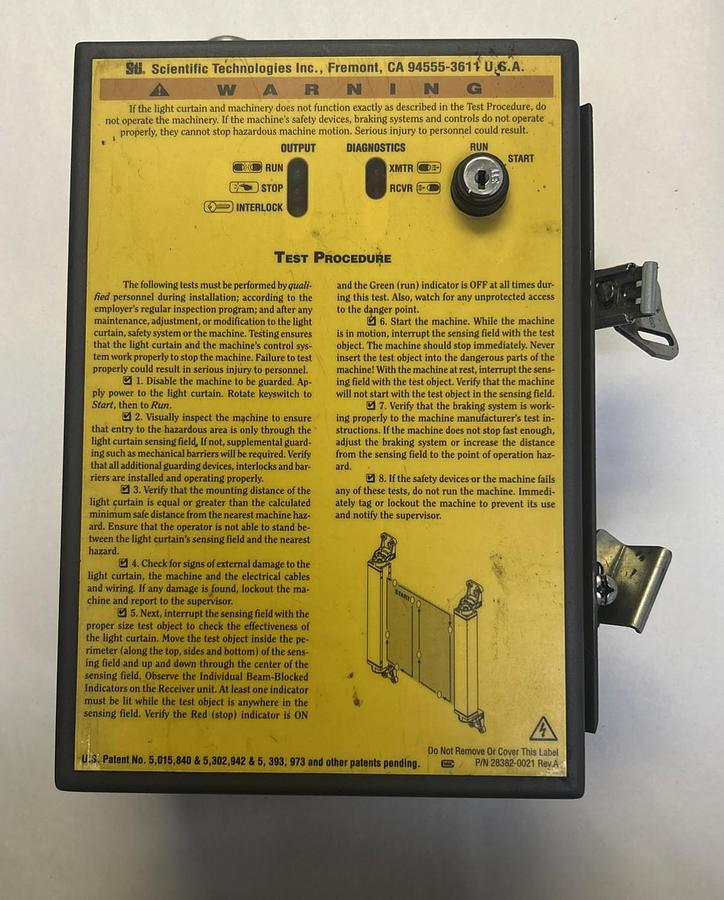 STI. Scientific Technologies Inc., Fremont, CA 94555-3611 U.S.A.
WARNING
If the light curtain and machinery does not function exactly as described in the Test Procedure, do
not operate the machinery. If the machine's safety devices, braking systems and controls do not operate
properly, they cannot stop hazardous machine motion. Serious injury to personnel could result.
OUTPUT
DIAGNOSTICS
RUN
START
RUN
STOP
INTERLOCK
XMTR
RCVR
TEST PROCEDURE
The following tests must be performed by quali-
fied personnel during installation; according to the
employer's regular inspection program; and after any
maintenance, adjustment, or modification to the light
curtain, safety system or the machine. Testing ensures
that the light curtain and the machine's control sys-
tem work properly to stop the machine. Failure to test
properly could result in serious injury to personnel.
1. Disable the machine to be guarded. Ap-
ply power to the light curtain. Rotate keyswitch to
Start, then to Run.
2. Visually inspect the machine to ensure
that entry to the hazardous area is only through the
light curtain sensing field, If not, supplemental guard-
ing such as mechanical barriers will be required. Verify
that all additional guarding devices, interlocks and bar-
riers are installed and operating properly.
3. Verify that the mounting distance of the
light curtain is equal or greater than the calculated
minimum safe distance from the nearest machine haz-
ard. Ensure that the operator is not able to stand be-
tween the light curtain's sensing field and the nearest
hazard.
4. Check for signs of external damage to the
light curtain, the machine and the electrical cables
and wiring. If any damage is found, lockout the ma-
chine and report to the supervisor.
5. Next, interrupt the sensing field with the
proper size test object to check the effectiveness of
the light curtain. Move the test object inside the pe-
rimeter (along the top, sides and bottom) of the sens-
ing field and up and down through the center of the
sensing field. Observe the Individual Beam-Blocked
Indicators on the Receiver unit. At least one indicator
must be lit while the test object is anywhere in the
sensing field. Verify the Red (stop) indicator is ON
and the Green (run) indicator is OFF at all times dur-
ing this test. Also, watch for any unprotected access
to the danger point.
6. Start the machine. While the machine
is in motion, interrupt the sensing field with the test
object. The machine should stop immediately. Never
insert the test object into the dangerous parts of the
machine! With the machine at rest, interrupt the sens-
ing field with the test object. Verify that the machine
will not start with the test object in the sensing field.
7. Verify that the braking system is work-
ing properly to the machine manufacturer's test in-
structions. If the machine does not stop fast enough,
adjust the braking system or increase the distance
from the sensing field to the point of operation haz-
ard.
8. If the safety devices or the machine fails
any of these tests, do not run the machine. Immedi-
ately tag or lockout the machine to prevent its use
and notify the supervisor.
START
Do Not Remove Or Cover This Label
U.S. Patent No. 5,015,840 & 5,302,942 & 5, 393, 973 and other patents pending.
P/N 28382-0021 Rev.A